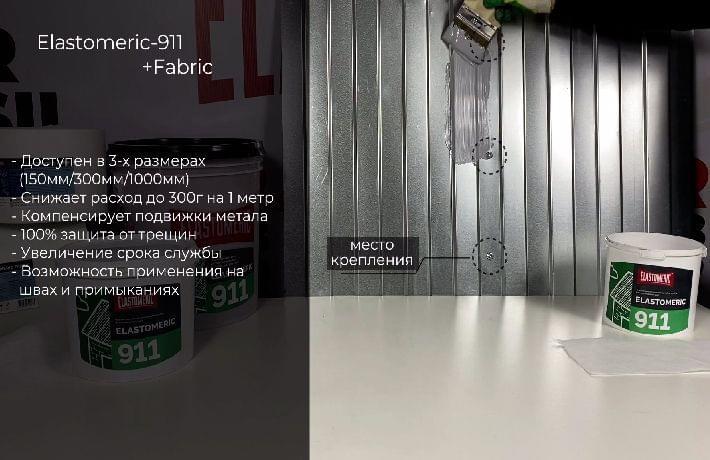 Elastomeric-911
+Fabric
- Доступен в 3-х размерах
(150мм/300мм/1000мм)
- Снижает расход до 300г на 1 метр
- Компенсирует подвижки метала
- 100% защита от трещин
- Увеличение срока службы
- Возможность применения на
швах и примыканиях
место
крепления
ELASTOMERIC
911
ELASTOMERIC
ELASTOMERIC
911
ELASTOMERIC
ELASTOMERIC
911